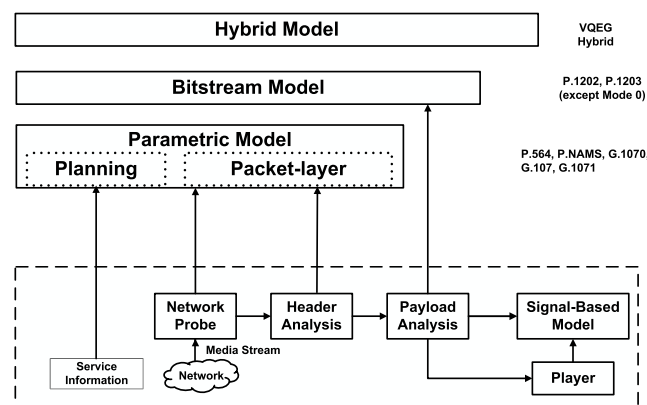 Hybrid Model
VQEG
Hybrid
Bitstream Model
P.1202, P.1203
(except Mode 0)
Parametric Model
Planning
Packet-layer
P.564, P.NAMS, G.1070,
G.107, G.1071
Network
Probe
Header
Analysis
Payload
Analysis
Signal-Based
Model
Media Stream
Service
Information
Network
Player